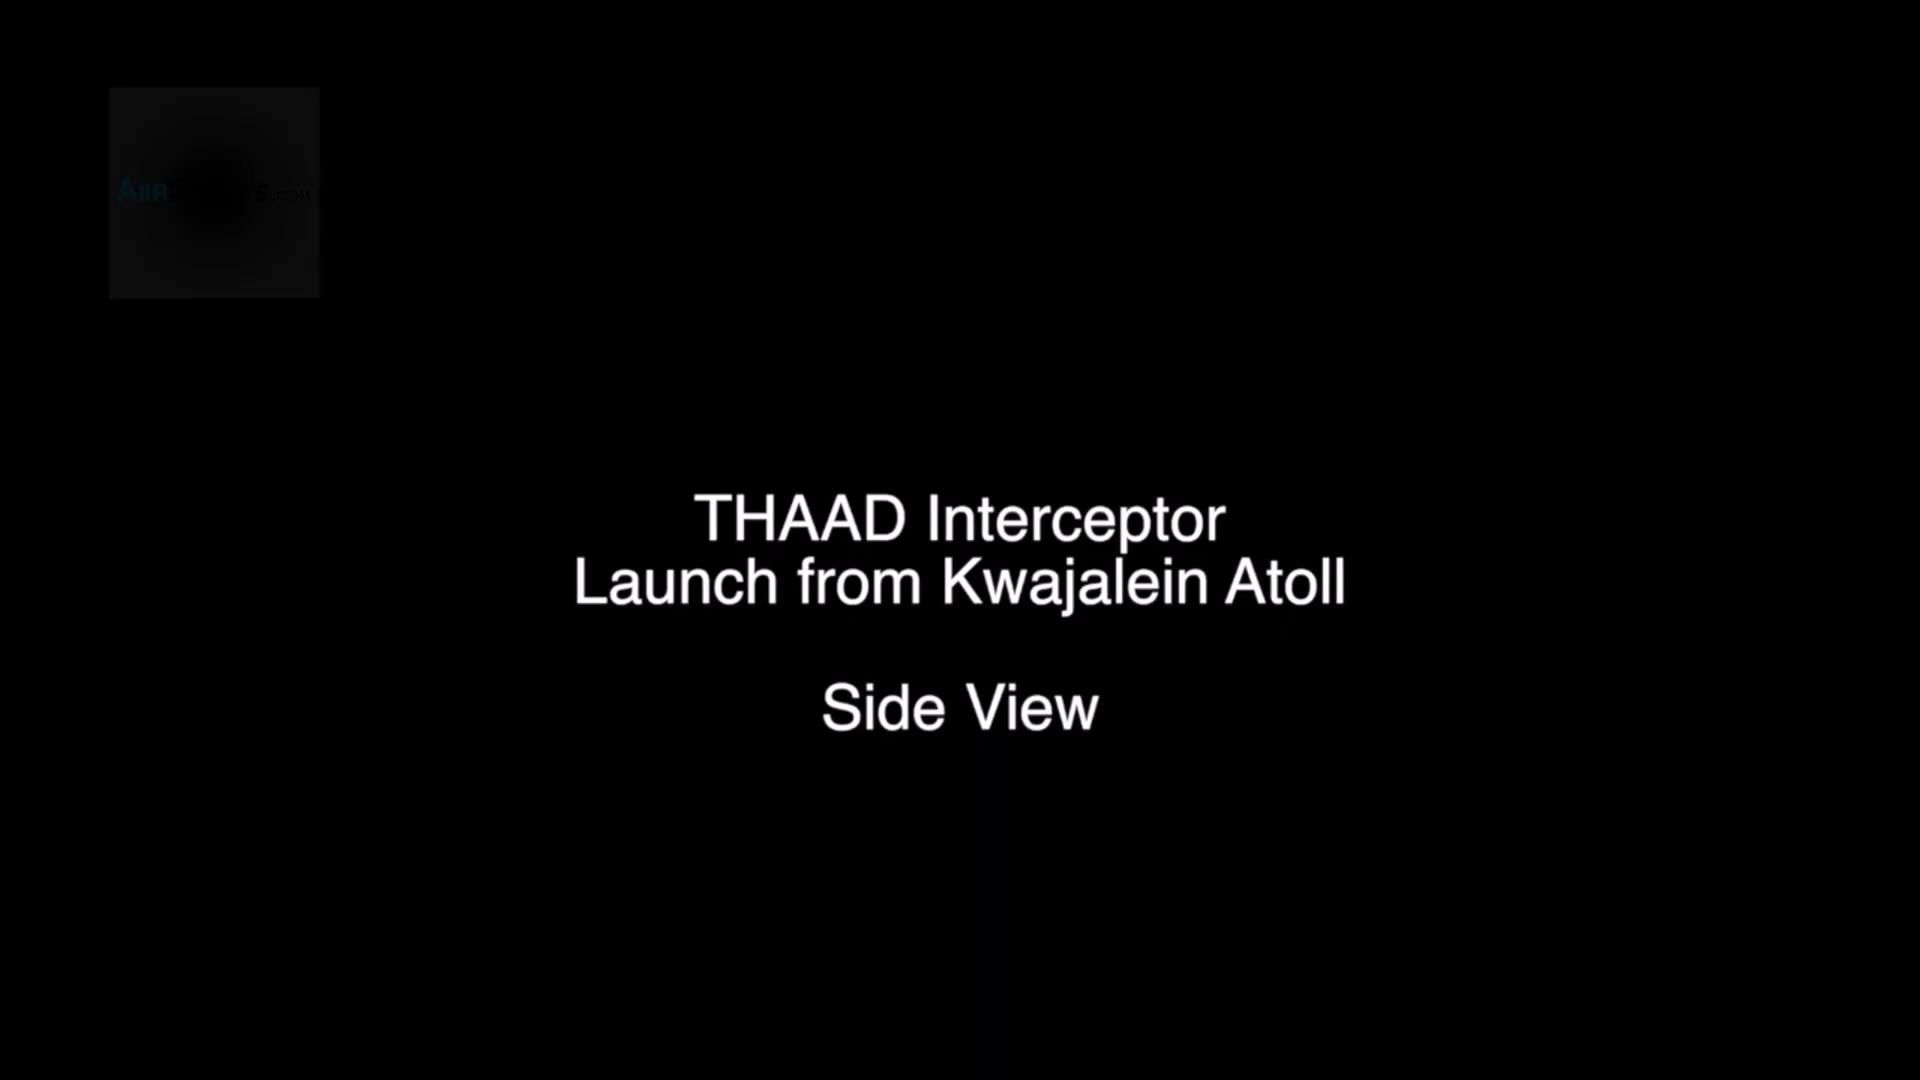 THAAD Interceptor
Launch from Kwajalein Atoll
Side View